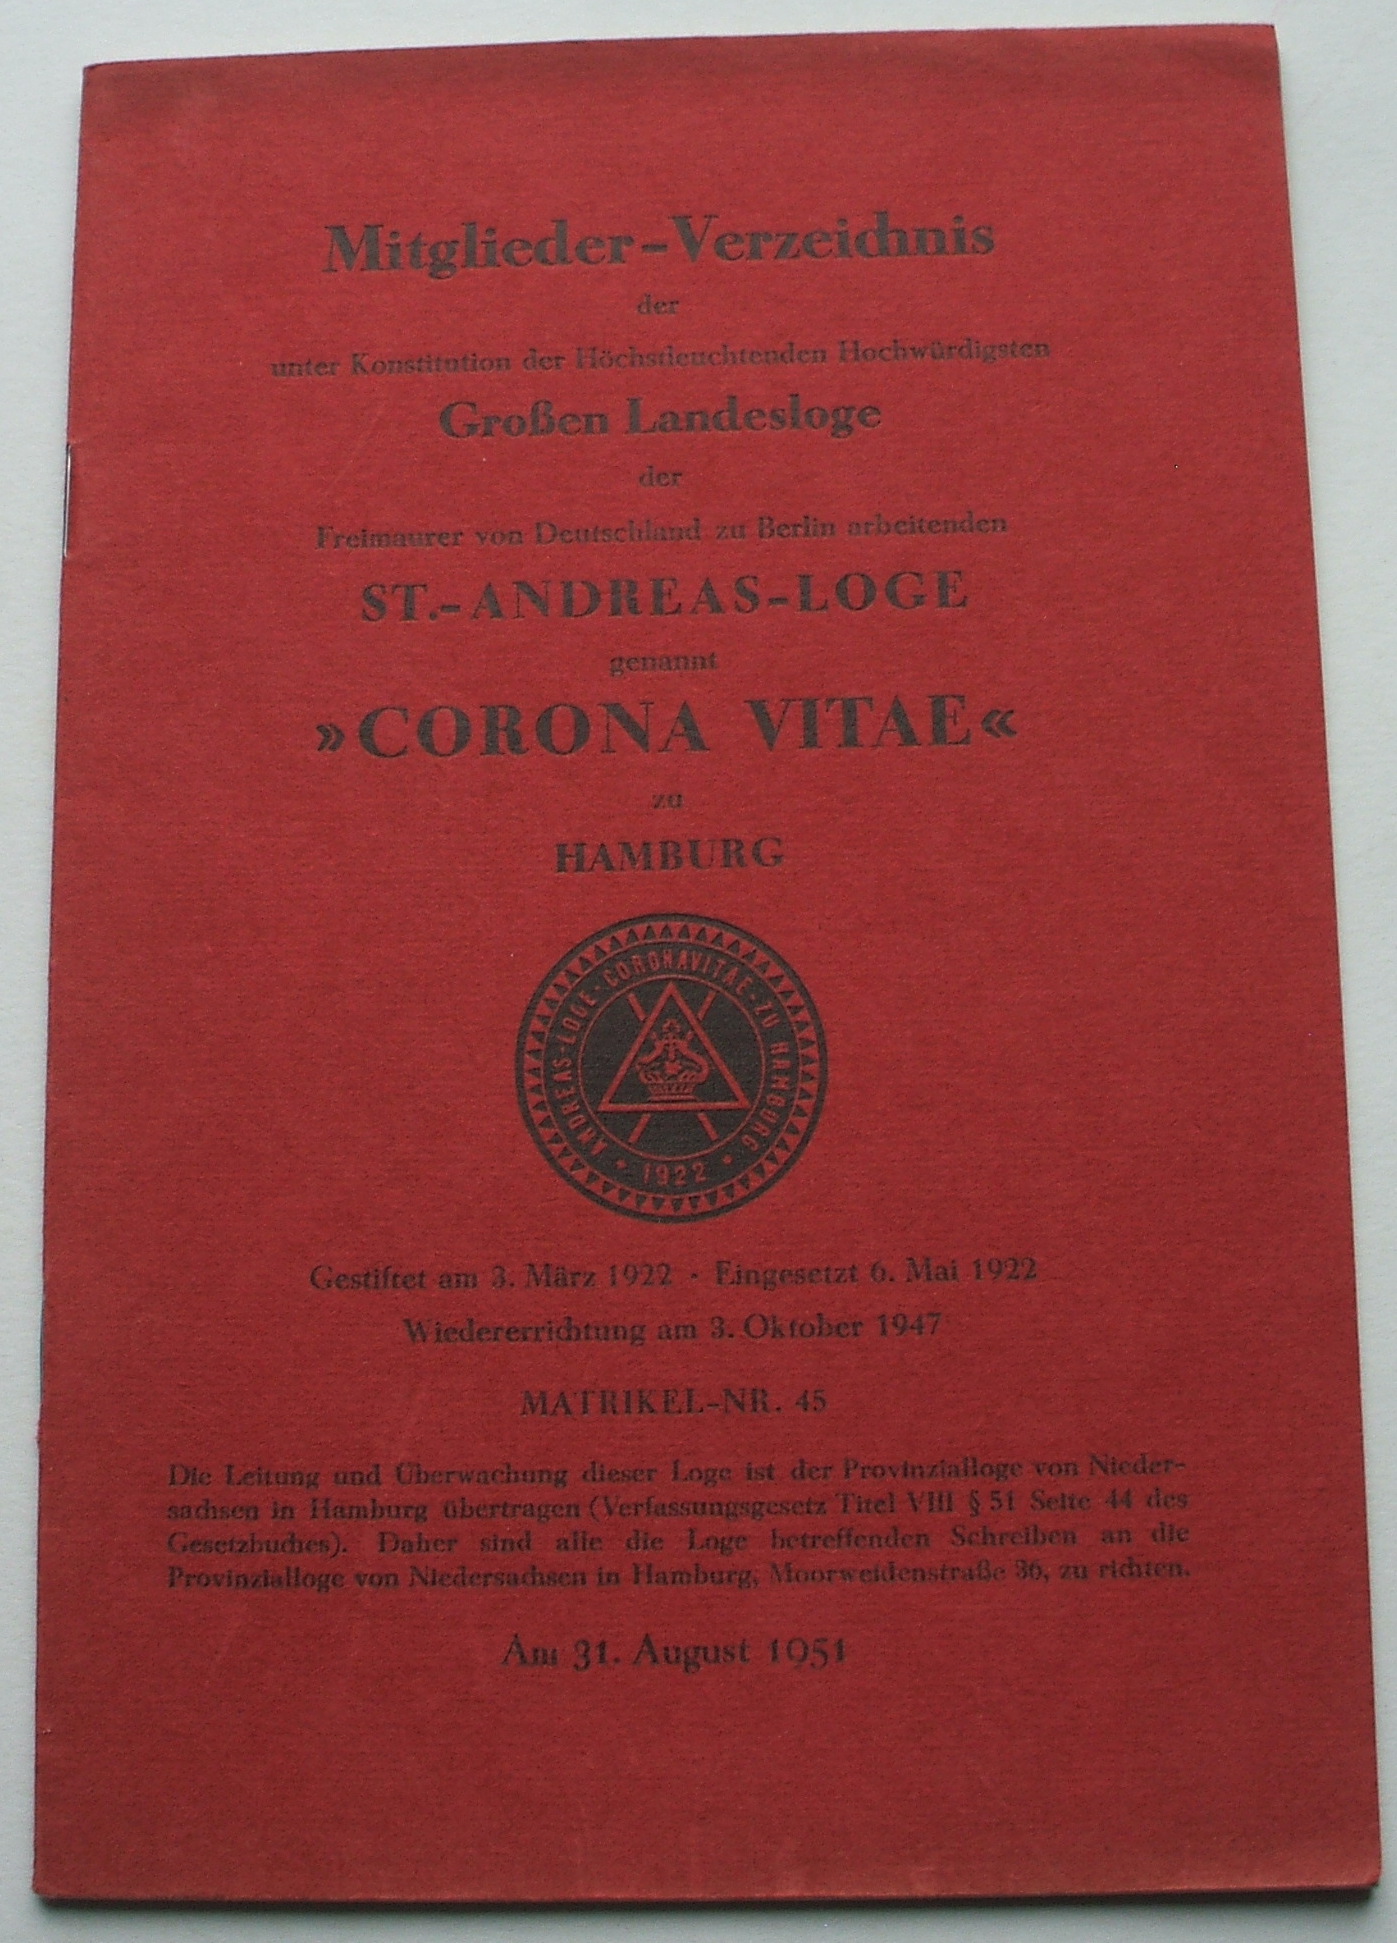 Mitglieder-Verzeichnis
der
unter Konstitution der Höchstleuchtenden Hochwürdigsten
Großen Landesloge
der
Freimaurer von Deutschland zu Berlin arbeitenden
ST.-ANDREAS-LOGE
genannt
»CORONA VITAE«
zu
HAMBURG
ANDREAS-LOGE·CORONAVITAE·ZU HAMBURG
• 1922 •
Gestiftet am 3. März 1922 · Eingesetzt 6. Mai 1922
Wiedererrichtung am 3. Oktober 1947
MATRIKEL-NR. 45
Die Leitung und Überwachung dieser Loge ist der Provinzialloge von Nieder-
sachsen in Hamburg übertragen (Verfassungsgesetz Titel VIII § 51 Seite 44 des
Gesetzbuches). Daher sind alle die Loge betreffenden Schreiben an die
Provinzialloge von Niedersachsen in Hamburg, Moorweidenstraße 36, zu richten.
Am 31. August 1951